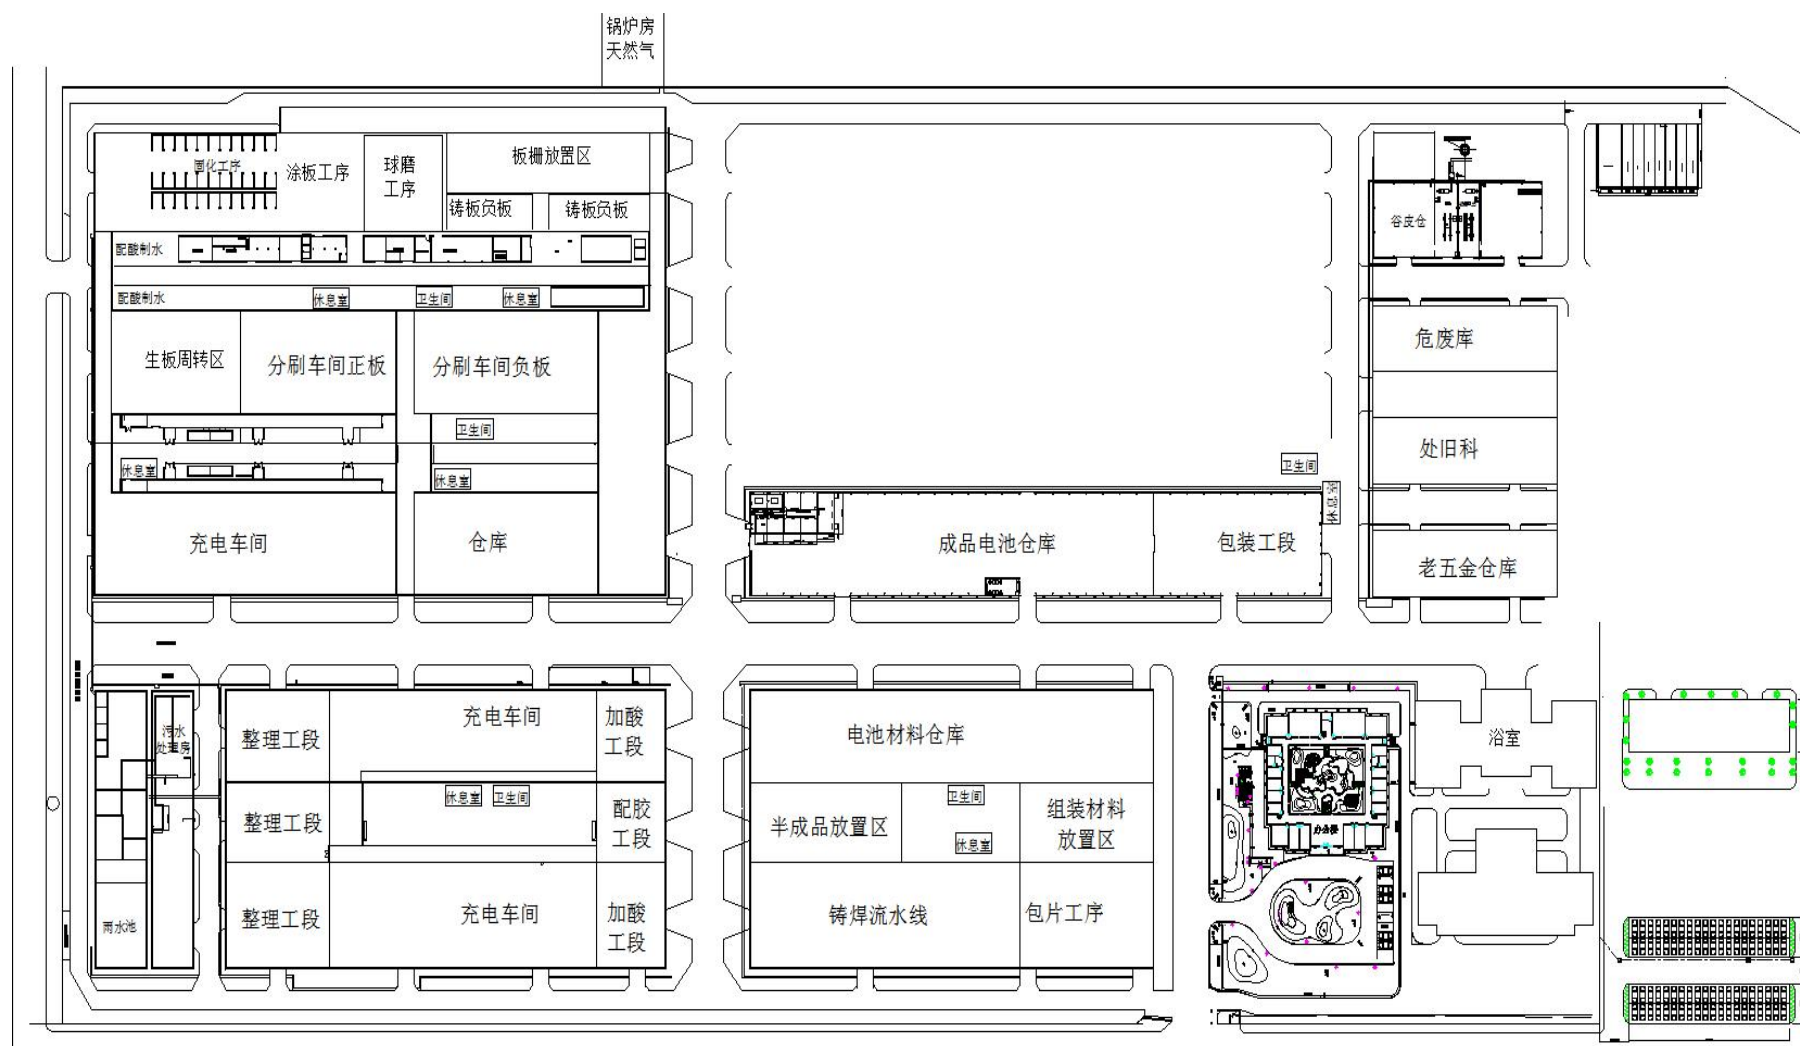 锅炉房
天然气
固化工序
涂板工序
球磨
工序
板栅放置区
铸板负板
铸板负板
谷皮仓
配酸制水
配酸制水
休息室
卫生间
休息室
生板周转区
分刷车间正板
分刷车间负板
危废库
卫生间
处旧科
休息室
休息室
卫生间
休息室
充电车间
仓库
成品电池仓库
包装工段
老五金仓库
污水
处理房
整理工段
充电车间
加酸
工段
电池材料仓库
浴室
整理工段
休息室
卫生间
配胶
工段
半成品放置区
卫生间
休息室
组装材料
放置区
办公楼
雨水池
整理工段
充电车间
加酸
工段
铸焊流水线
包片工序